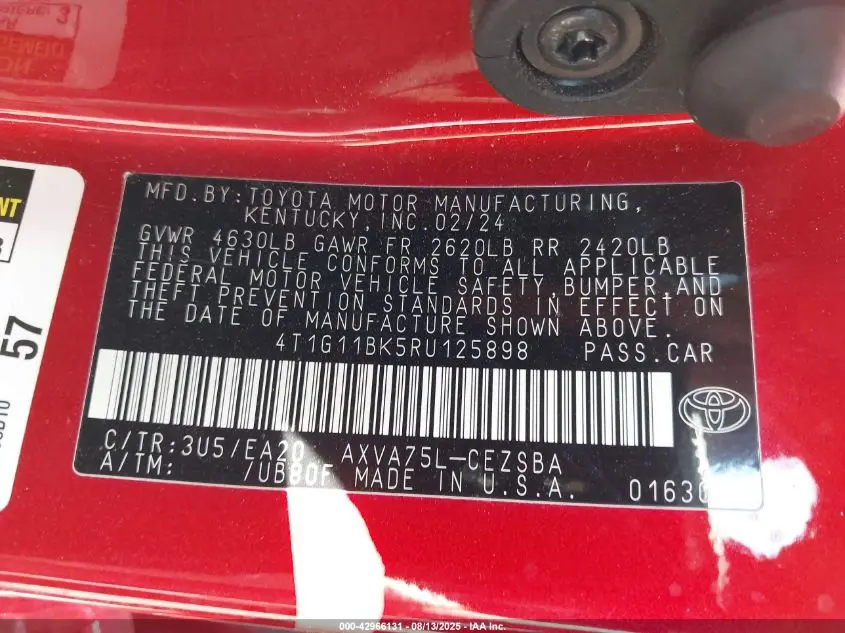 MFD.BY:TOYOTA MOTOR MANUFACTURING,
KENTUCKY,INC.02/24
GVWR 4630LB GAWR FR 2620LB RR 2420LB
THIS VEHICLE CONFORMS TO ALL APPLICABLE
FEDERAL MOTOR VEHICLE SAFETY,BUMPER,AND
THEFT PREVENTION STANDARDS IN EFFECT ON
THE DATE OF MANUFACTURE SHOWN ABOVE.
4T1G11BK5RU125898 PASS.CAR
C/TR:3U5/EA20 AXVA75L-CEZSBA
A/TM: /UB80F MADE IN U.S.A. 01630
57
000-42966131 - 08/13/2025 - IAA Inc.